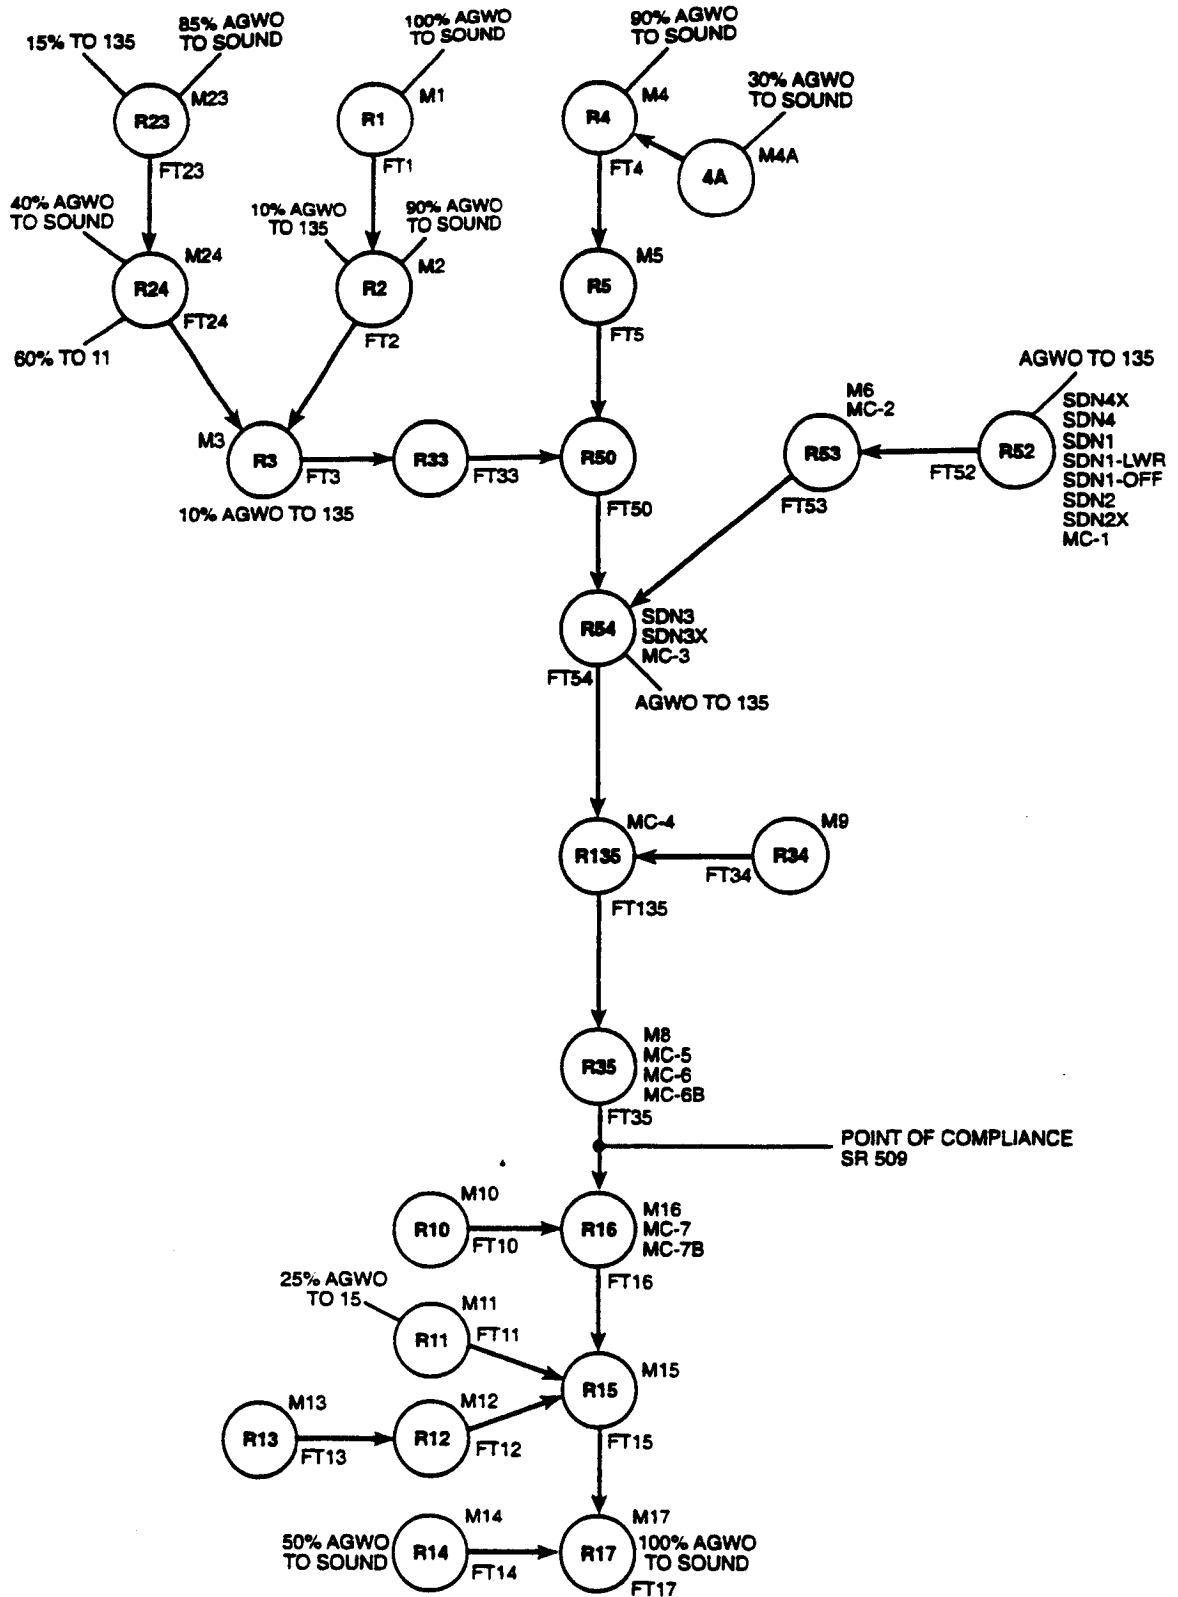 15% TO 135
85% AGWO
TO SOUND
M23
R23
FT23
100% AGWO
TO SOUND
M1
R1
FT1
90% AGWO
TO SOUND
M4
R4
FT4
30% AGWO
TO SOUND
M4A
4A
40% AGWO
TO SOUND
M24
R24
FT24
60% TO 11
10% AGWO
TO 135
90% AGWO
TO SOUND
M2
R2
FT2
M5
R5
FT5
M3
R3
FT3
10% AGWO TO 135
R33
FT33
R50
FT50
M6
MC-2
R53
FT53
AGWO TO 135
R52
FT52
SDN4X
SDN4
SDN1
SDN1-LWR
SDN1-OFF
SDN2
SDN2X
MC-1
R54
SDN3
SDN3X
MC-3
FT54
AGWO TO 135
MC-4
R135
FT135
M9
R34
FT34
R35
M8
MC-5
MC-6
MC-6B
FT35
POINT OF COMPLIANCE
SR 509
M10
R10
FT10
R16
M16
MC-7
MC-7B
FT16
25% AGWO
TO 15
M11
R11
FT11
R15
M15
FT15
M13
R13
FT13
M12
R12
FT12
50% AGWO
TO SOUND
M14
R14
FT14
M17
R17
100% AGWO
TO SOUND
FT17